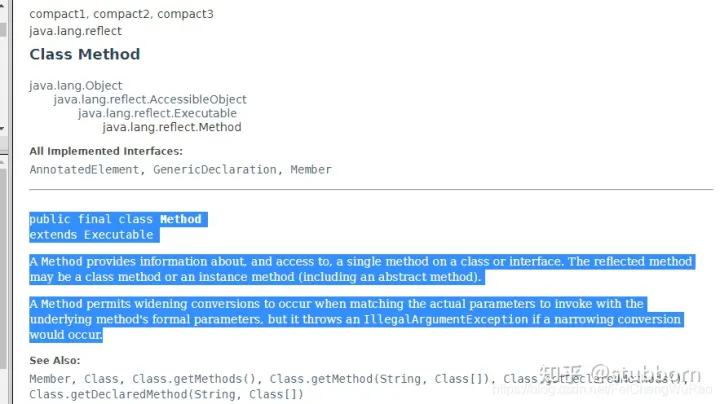 compact1, compact2, compact3
java.lang.reflect
Class Method
java.lang.Object
java.lang.reflect.AccessibleObject
java.lang.reflect.Executable
java.lang.reflect.Method
All Implemented Interfaces:
AnnotatedElement, GenericDeclaration, Member
public final class Method
extends Executable
A Method provides information about, and access to, a single method on a class or interface. The reflected method
may be a class method or an instance method (including an abstract method).
A Method permits widening conversions to occur when matching the actual parameters to invoke with the
underlying method's formal parameters, but it throws an IllegalArgumentException if a narrowing conversion
would occur.
See Also:
Member, Class, Class.getMethods(), Class.getMethod(String, Class[]), Class.getDeclaredMethods(),
Class.getDeclaredMethod(String, Class[])
知乎 @stubborn
https://blog.csdn.net/FeiChengWuRao